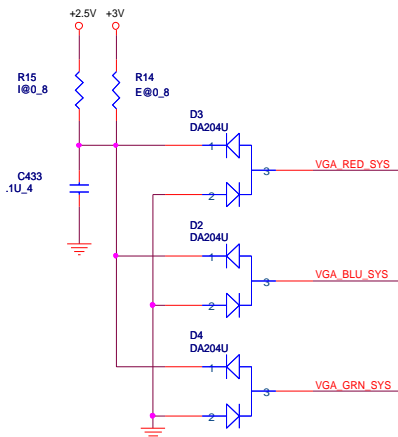 +2.5V +3V
R15 R14
I@0_8 E@0_8
D3
DA204U
1
3 VGA_RED_SYS
C433
.1U_4
2
D2
DA204U
1
3 VGA_BLU_SYS
2
D4
DA204U
1
3 VGA_GRN_SYS
2